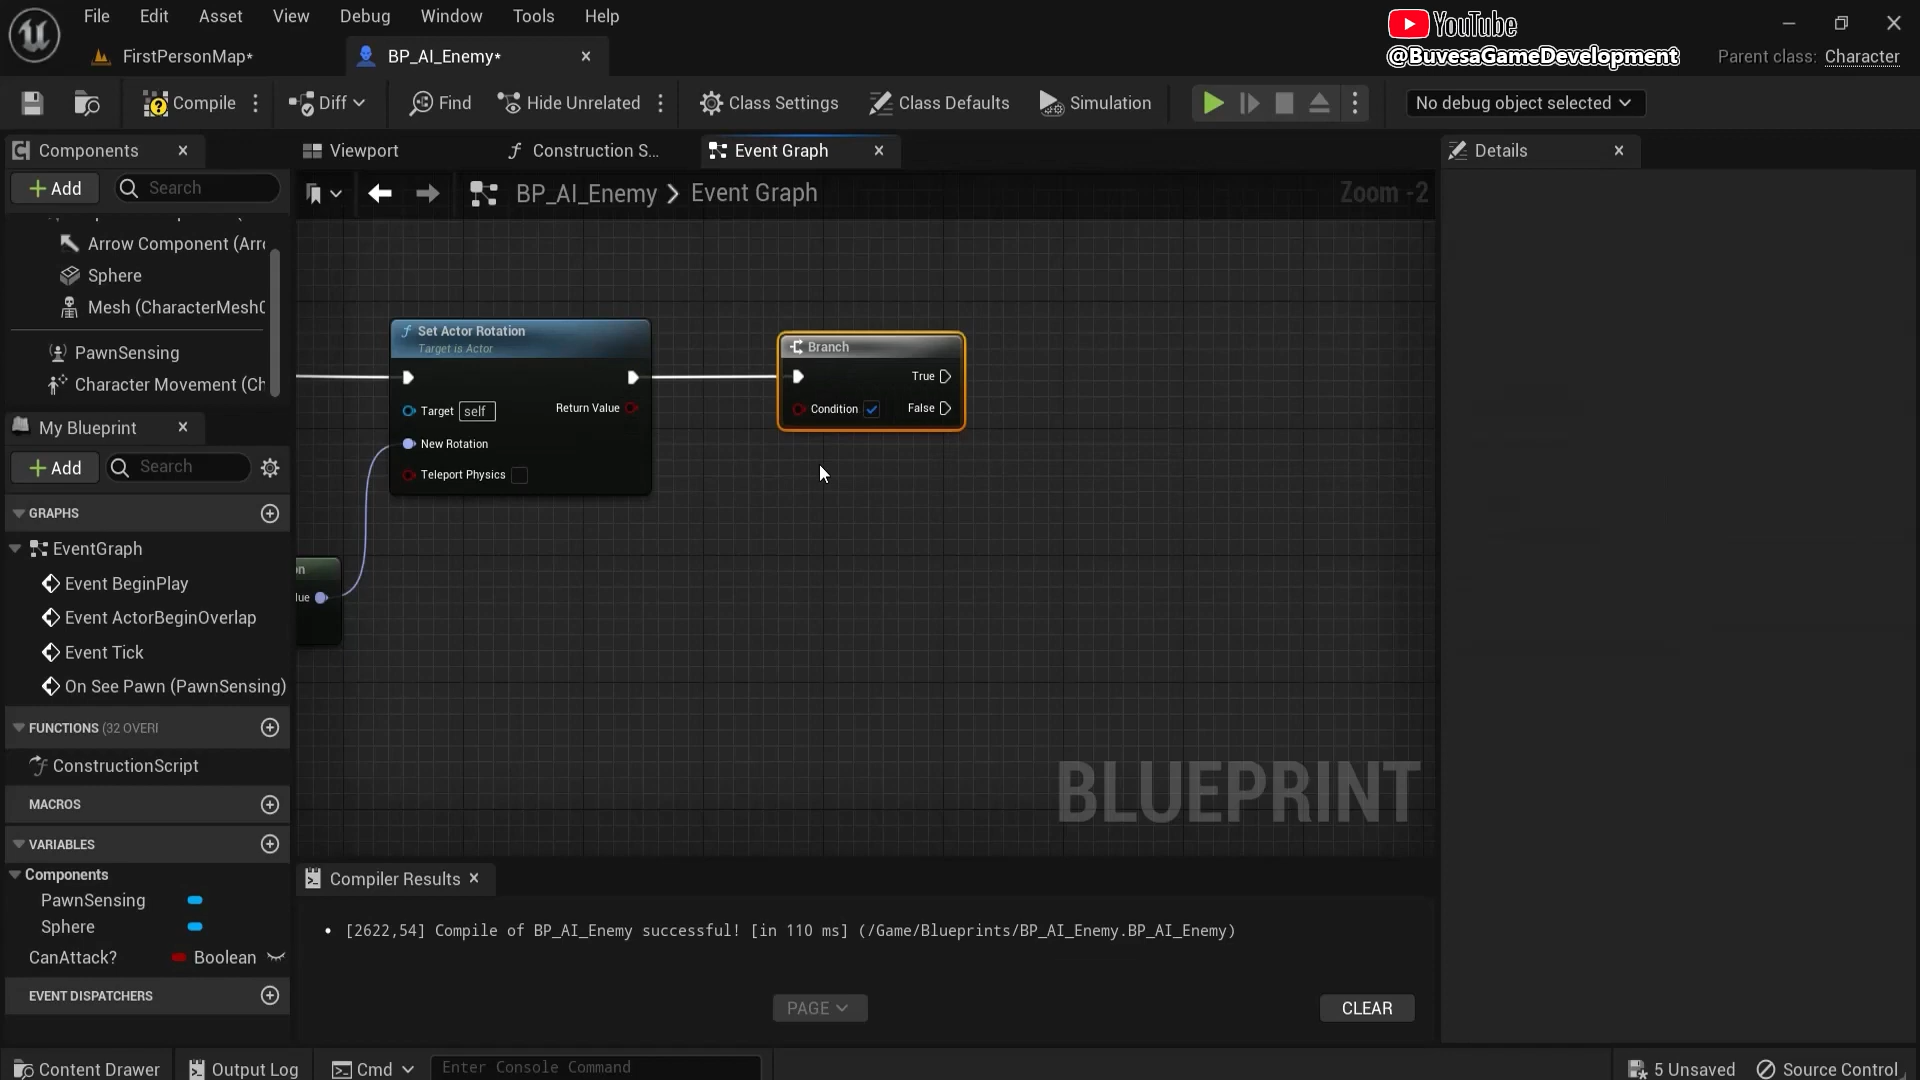 File Edit Asset View Debug Window Tools Help
YouTube
FirstPersonMap*
BP_AI_Enemy*
@BuvesaGameDevelopment
Parent class: Character
Compile
Diff
Find
Hide Unrelated
Class Settings
Class Defaults
Simulation
No debug object selected
Components
Viewport
Construction S...
Event Graph
Details
Add
Search
BP_AI_Enemy > Event Graph
Zoom -2
Arrow Component (Arr
Sphere
Mesh (CharacterMesh
PawnSensing
Character Movement (Ch
My Blueprint
Add
Search
GRAPHS
EventGraph
Event BeginPlay
Event ActorBeginOverlap
Event Tick
On See Pawn (PawnSensing)
FUNCTIONS (32 OVERI
ConstructionScript
MACROS
VARIABLES
Components
PawnSensing
Sphere
CanAttack? Boolean
EVENT DISPATCHERS
Set Actor Rotation
Target is Actor
Target self
Return Value
New Rotation
Teleport Physics
on
lue
Branch
True
Condition
False
BLUEPRINT
Compiler Results
• [2622,54] Compile of BP_AI_Enemy successful! [in 110 ms] (/Game/Blueprints/BP_AI_Enemy.BP_AI_Enemy)
PAGE
CLEAR
Content Drawer
Output Log
Cmd
Enter Console Command
5 Unsaved
Source Control